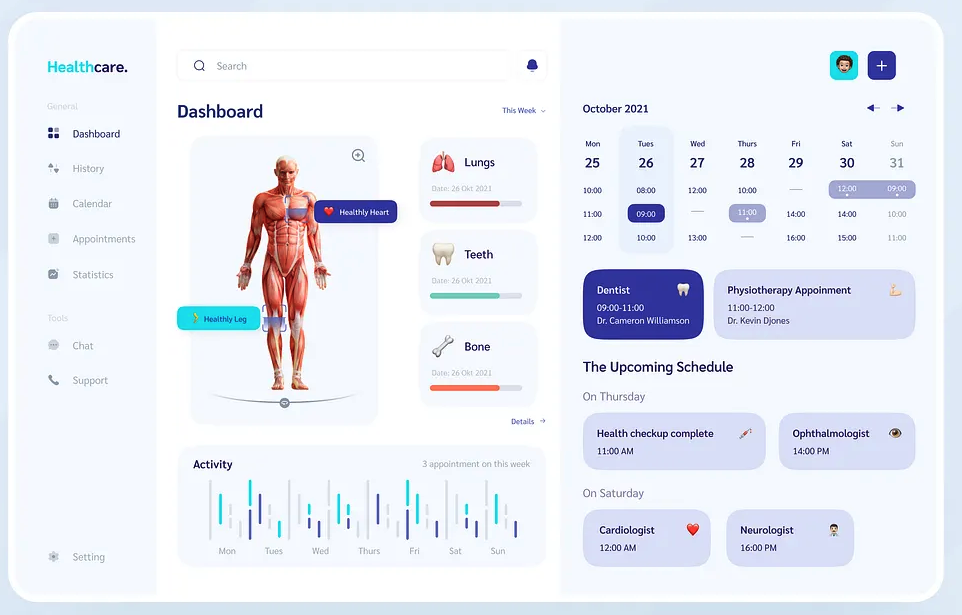 Healthcare.
General
Dashboard
History
Calendar
Appointments
Statistics
Tools
Chat
Support
Setting
Search
Dashboard
This Week
Healthly Heart
Healthly Leg
Lungs
Date: 26 Okt 2021
Teeth
Date: 26 Okt 2021
Bone
Date: 26 Okt 2021
Details
Activity
3 appointment on this week
Mon Tues Wed Thurs Fri Sat Sun
October 2021
Mon Tues Wed Thurs Fri Sat Sun
25 26 27 28 29 30 31
10:00 08:00 12:00 10:00 — 12:00 09:00
11:00 09:00 — 11:00 14:00 14:00 10:00
12:00 10:00 13:00 — 16:00 15:00 11:00
Dentist
09:00-11:00
Dr. Cameron Williamson
Physiotherapy Appoinment
11:00-12:00
Dr. Kevin Djones
The Upcoming Schedule
On Thursday
Health checkup complete
11:00 AM
Ophthalmologist
14:00 PM
On Saturday
Cardiologist
12:00 AM
Neurologist
16:00 PM